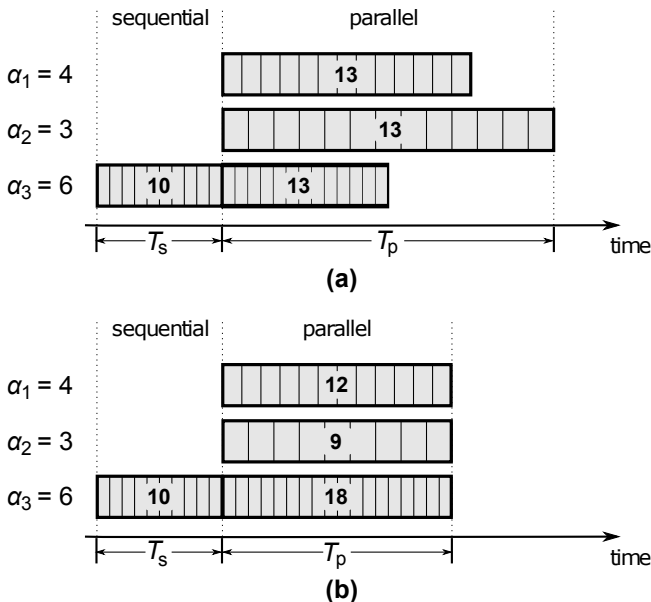 sequential parallel
α1 = 4 13
α2 = 3 13
α3 = 6 10 13
Ts Tp time
(a)
sequential parallel
α1 = 4 12
α2 = 3 9
α3 = 6 10 18
Ts Tp time
(b)